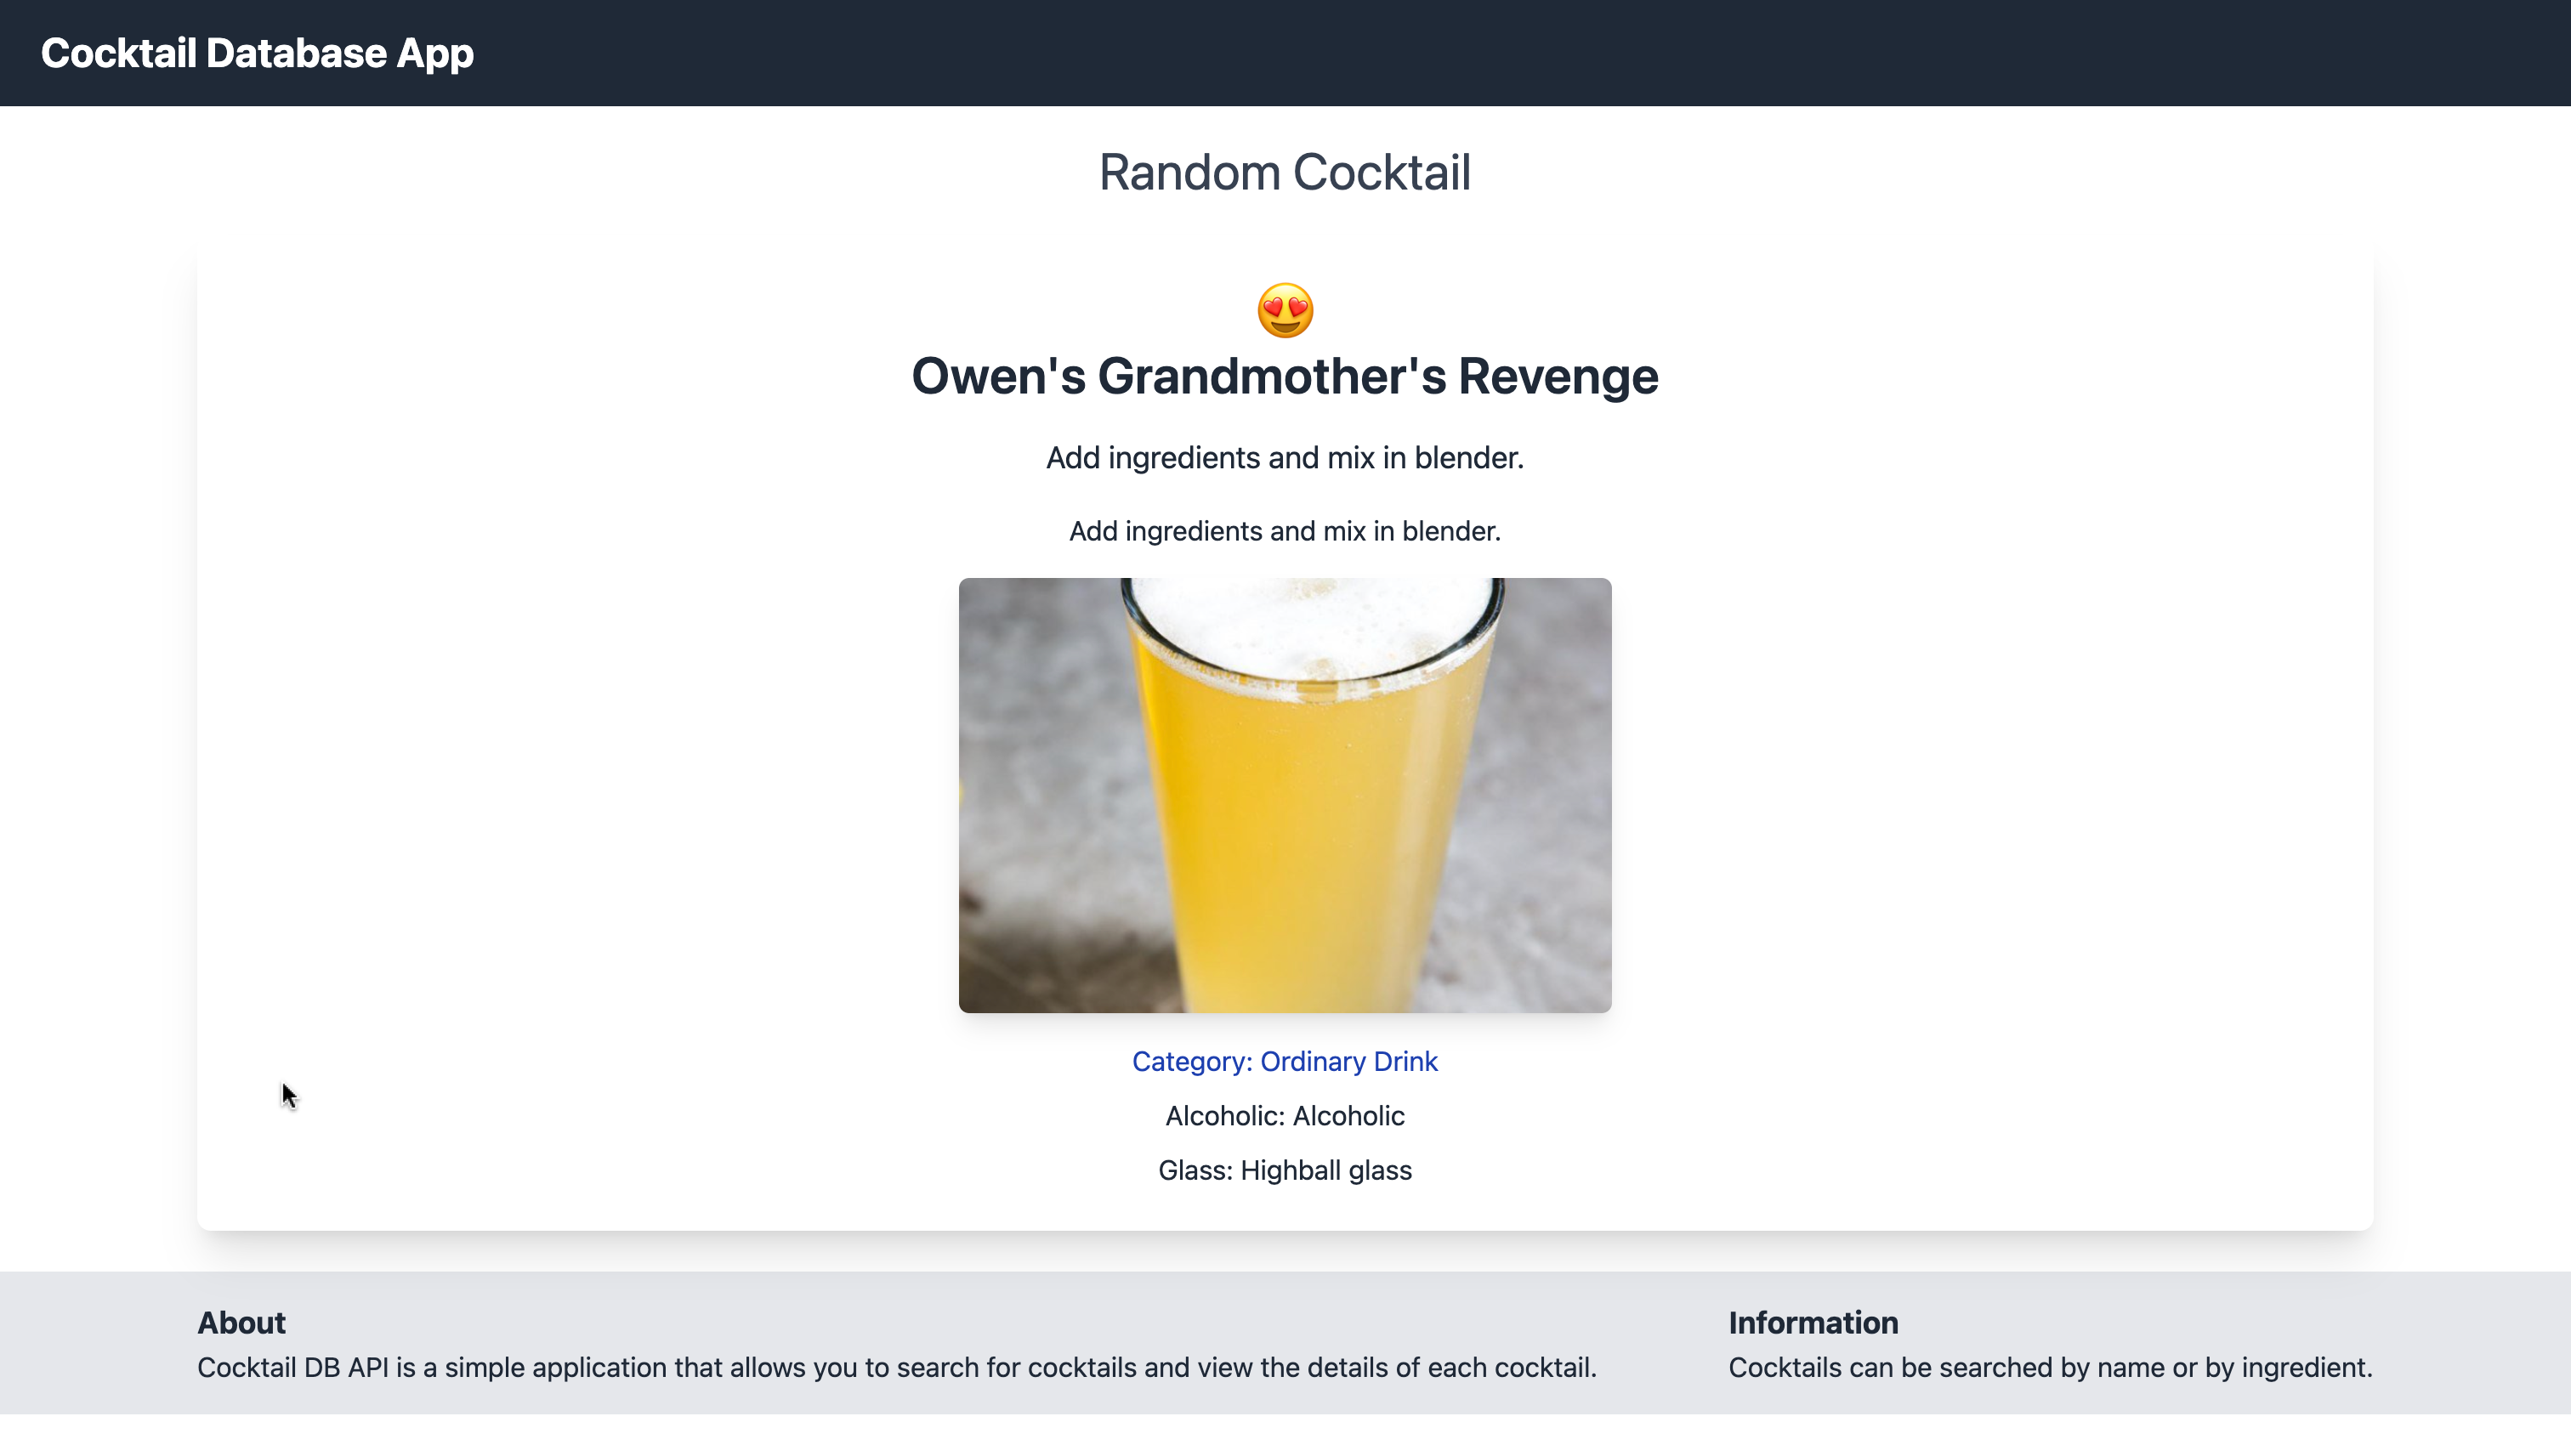 Cocktail Database App
Random Cocktail
😍
Owen's Grandmother's Revenge
Add ingredients and mix in blender.
Add ingredients and mix in blender.
Category: Ordinary Drink
Alcoholic: Alcoholic
Glass: Highball glass
About
Cocktail DB API is a simple application that allows you to search for cocktails and view the details of each cocktail.
Information
Cocktails can be searched by name or by ingredient.